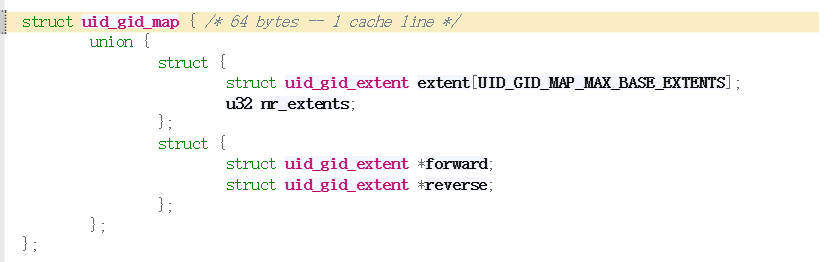 struct uid_gid_map { /* 64 bytes -- 1 cache line */
union {
struct {
struct uid_gid_extent extent[UID_GID_MAP_MAX_BASE_EXTENTS];
u32 nr_extents;
};
struct {
struct uid_gid_extent *forward;
struct uid_gid_extent *reverse;
};
};
};